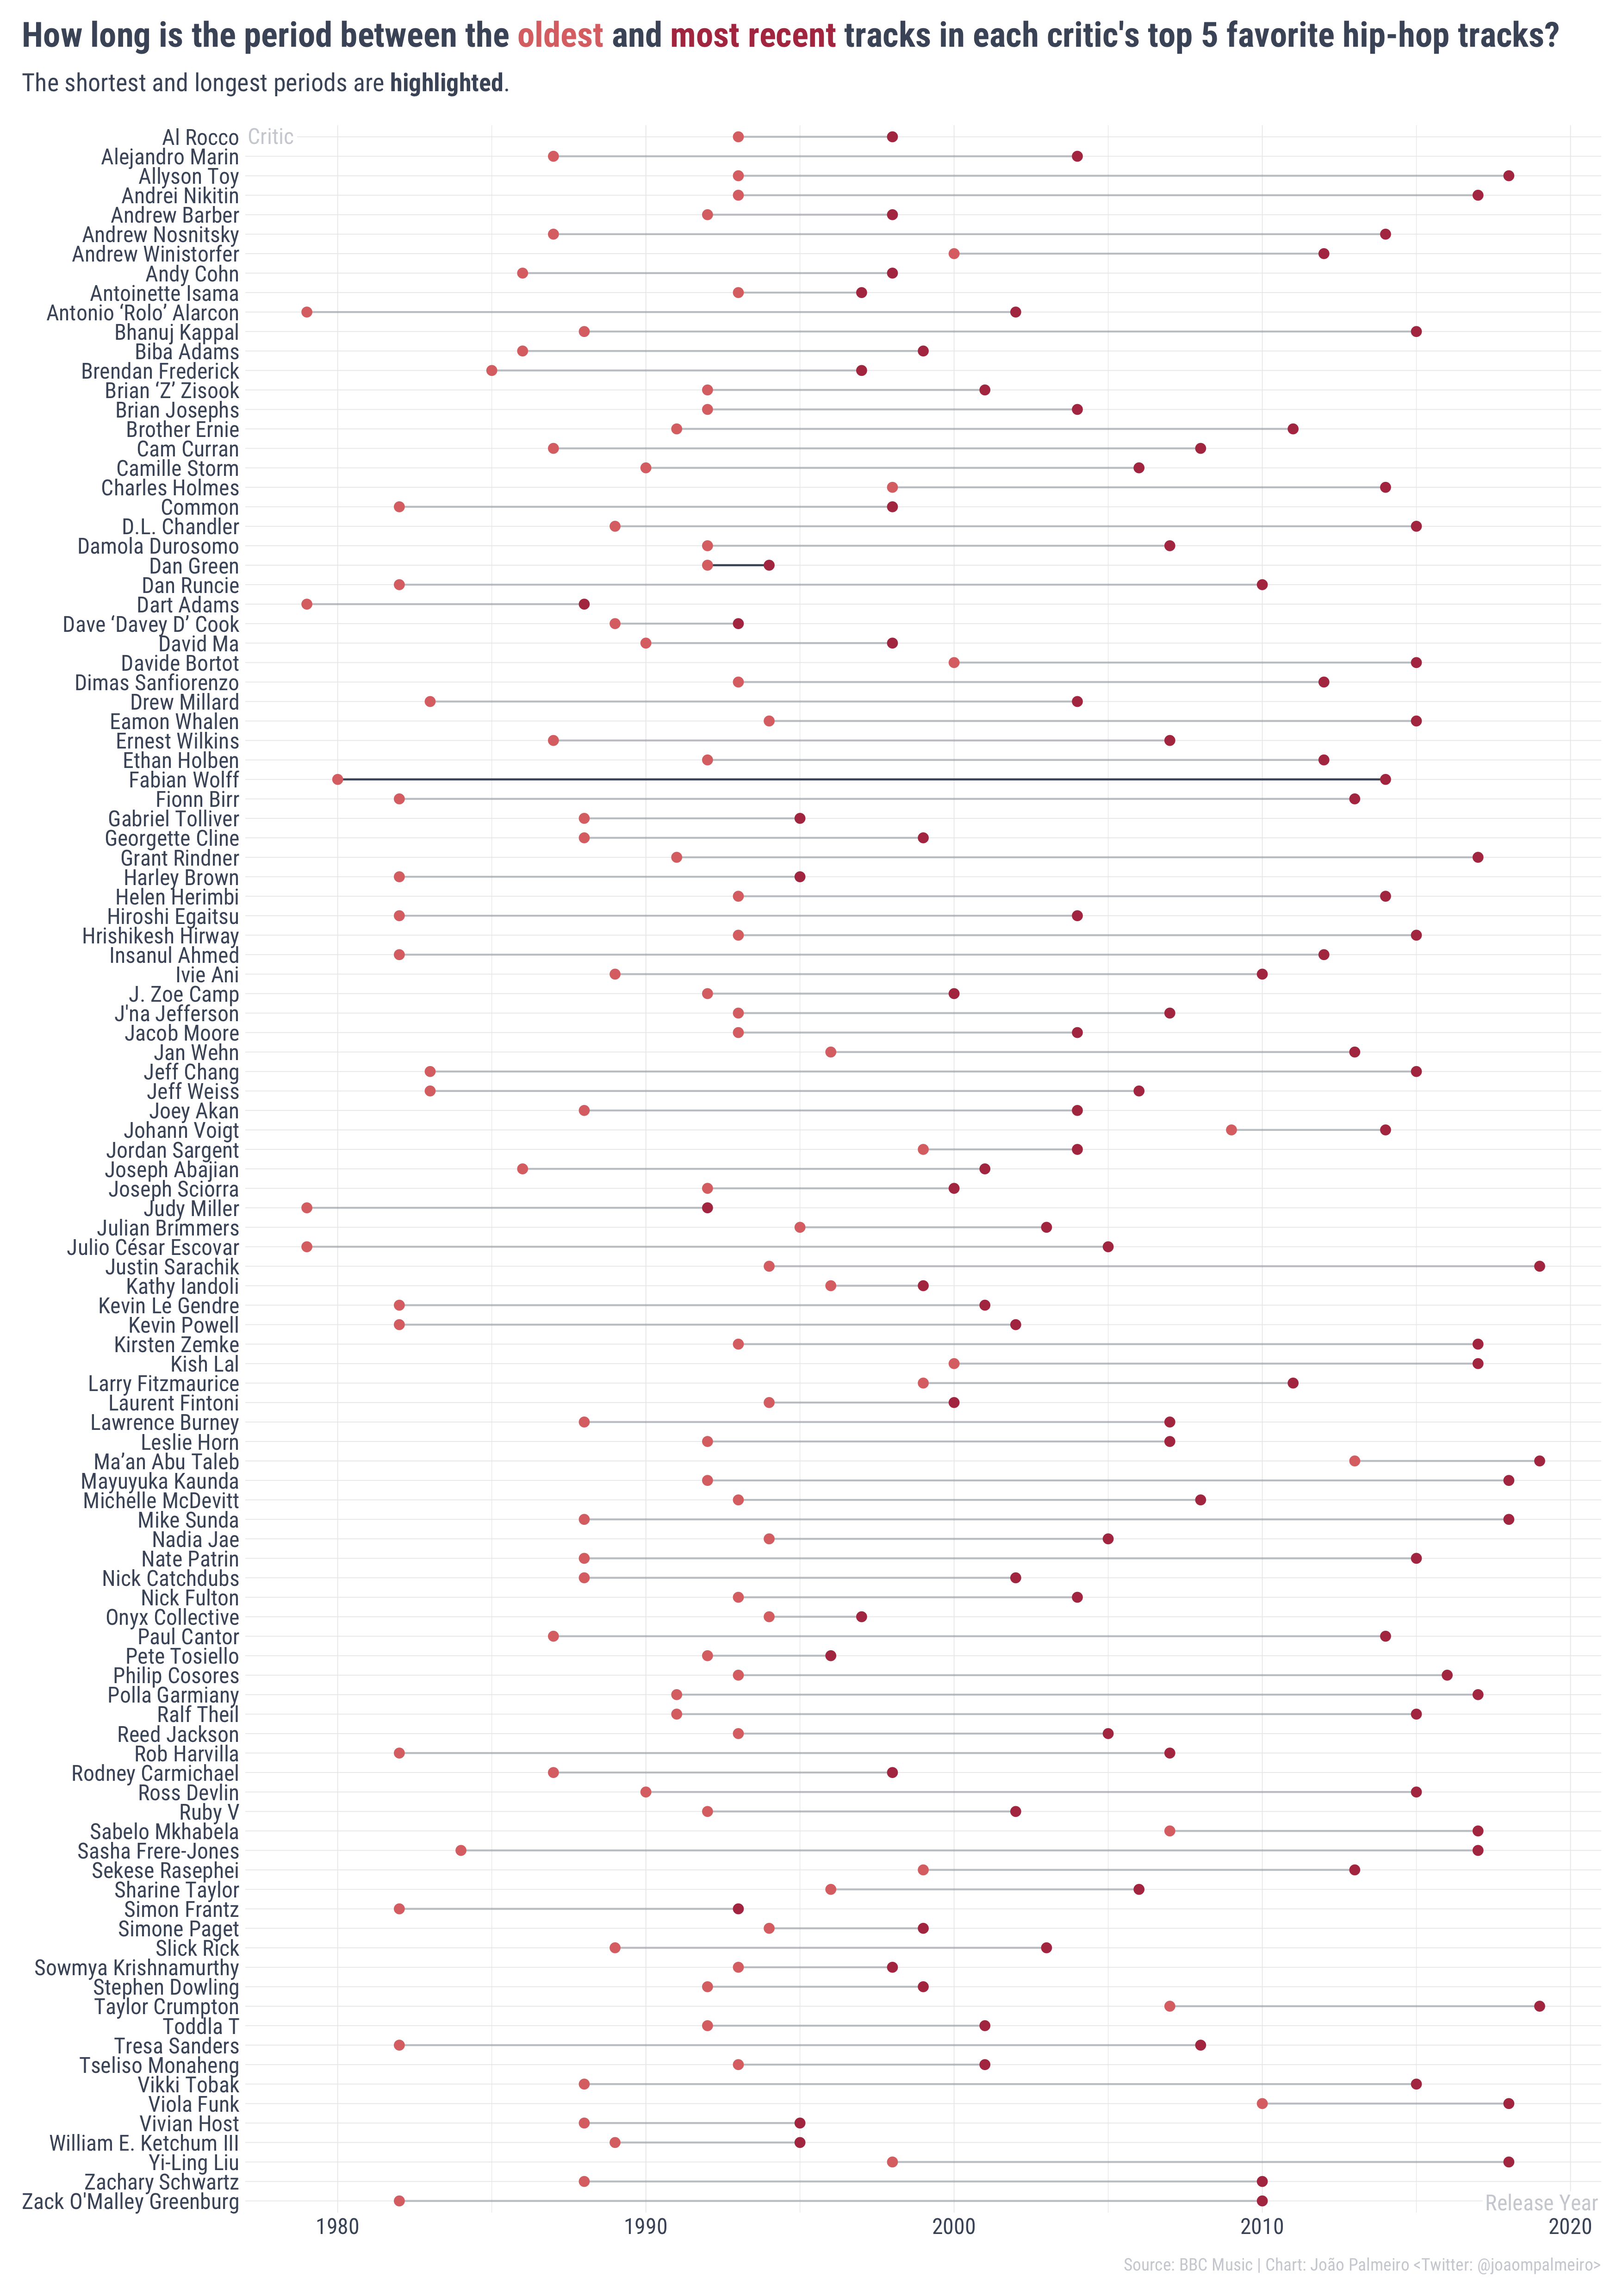 How long is the period between the oldest and most recent tracks in each critic's top 5 favorite hip-hop tracks?
The shortest and longest periods are highlighted.
Al Rocco Critic
Alejandro Marin
Allyson Toy
Andrei Nikitin
Andrew Barber
Andrew Nosnitsky
Andrew Winistorfer
Andy Cohn
Antoinette Isama
Antonio ‘Rolo’ Alarcon
Bhanuj Kappal
Biba Adams
Brendan Frederick
Brian ‘Z’ Zisook
Brian Josephs
Brother Ernie
Cam Curran
Camille Storm
Charles Holmes
Common
D.L. Chandler
Damola Durosomo
Dan Green
Dan Runcie
Dart Adams
Dave ‘Davey D’ Cook
David Ma
Davide Bortot
Dimas Sanfiorenzo
Drew Millard
Eamon Whalen
Ernest Wilkins
Ethan Holben
Fabian Wolff
Fionn Birr
Gabriel Tolliver
Georgette Cline
Grant Rindner
Harley Brown
Helen Herimbi
Hiroshi Egaitsu
Hrishikesh Hirway
Insanul Ahmed
Ivie Ani
J. Zoe Camp
J'na Jefferson
Jacob Moore
Jan Wehn
Jeff Chang
Jeff Weiss
Joey Akan
Johann Voigt
Jordan Sargent
Joseph Abajian
Joseph Sciorra
Judy Miller
Julian Brimmers
Julio César Escovar
Justin Sarachik
Kathy Iandoli
Kevin Le Gendre
Kevin Powell
Kirsten Zemke
Kish Lal
Larry Fitzmaurice
Laurent Fintoni
Lawrence Burney
Leslie Horn
Ma’an Abu Taleb
Mayuyuka Kaunda
Michelle McDevitt
Mike Sunda
Nadia Jae
Nate Patrin
Nick Catchdubs
Nick Fulton
Onyx Collective
Paul Cantor
Pete Tosiello
Philip Cosores
Polla Garmiany
Ralf Theil
Reed Jackson
Rob Harvilla
Rodney Carmichael
Ross Devlin
Ruby V
Sabelo Mkhabela
Sasha Frere-Jones
Sekese Rasephei
Sharine Taylor
Simon Frantz
Simone Paget
Slick Rick
Sowmya Krishnamurthy
Stephen Dowling
Taylor Crumpton
Toddla T
Tresa Sanders
Tseliso Monaheng
Vikki Tobak
Viola Funk
Vivian Host
William E. Ketchum III
Yi-Ling Liu
Zachary Schwartz
Zack O'Malley Greenburg Release Year
1980 1990 2000 2010 2020
Source: BBC Music | Chart: João Palmeiro <Twitter: @joaompalmeiro>